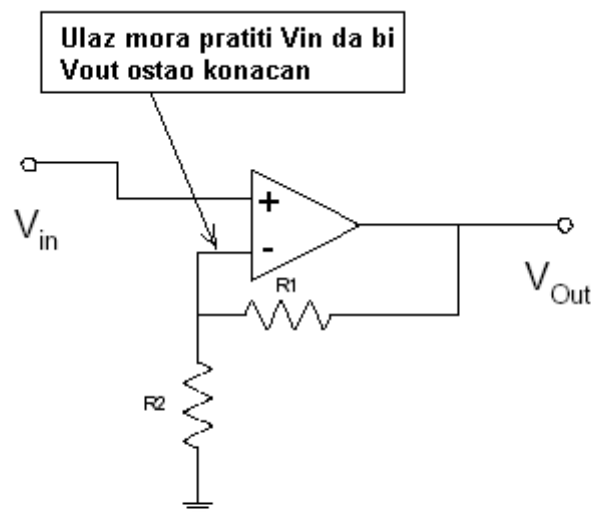 Ulaz mora pratiti Vin da bi
Vout ostao konacan
+
Vin
-
R1
VOut
R2